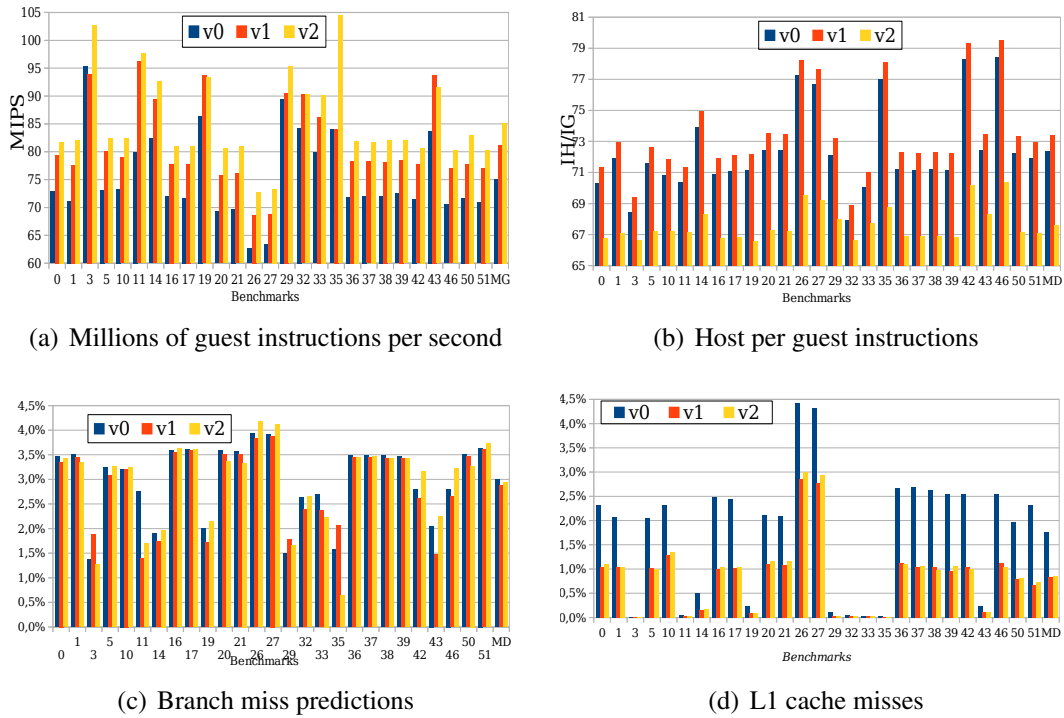 105
100
95
90
85
80
75
70
65
60
MIPS
v0 v1 v2
0 1 3 5 10 11 14 16 17 19 20 21 26 27 29 32 33 35 36 37 38 39 42 43 46 50 51 MG
Benchmarks
(a) Millions of guest instructions per second
81
79
77
75
73
71
69
67
65
IH/IG
v0 v1 v2
0 1 3 5 10 11 14 16 17 19 20 21 26 27 29 32 33 35 36 37 38 39 42 43 46 50 51 MD
Benchmarks
(b) Host per guest instructions
4,5%
4,0%
3,5%
3,0%
2,5%
2,0%
1,5%
1,0%
0,5%
0,0%
v0 v1 v2
1 5 11 16 19 21 27 32 35 37 39 43 50 MD
0 3 10 14 17 20 26 29 33 36 38 42 46 51
Benchmarks
(c) Branch miss predictions
4,5%
4,0%
3,5%
3,0%
2,5%
2,0%
1,5%
1,0%
0,5%
0,0%
v0 v1 v2
0 1 3 5 10 11 14 16 17 19 20 21 26 27 29 32 33 35 36 37 38 39 42 43 46 50 51 MD
Benchmarks
(d) L1 cache misses